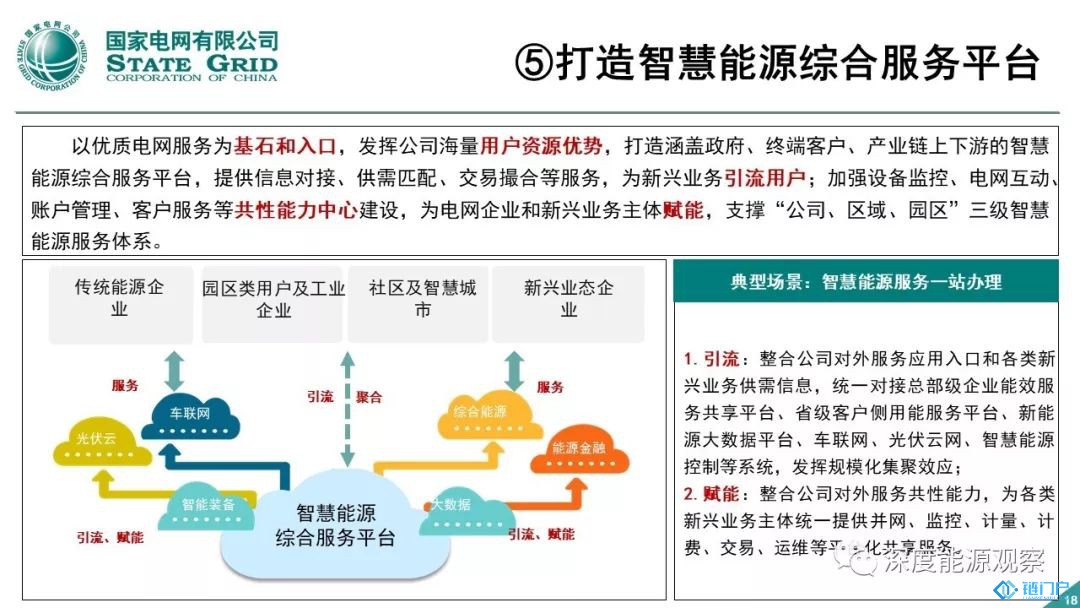 国家电网有限公司
STATE GRID
CORPORATION OF CHINA
国家电网公司
STATE GRID CORPORATION OF CHINA
⑤打造智慧能源综合服务平台
以优质电网服务为基石和入口，发挥公司海量用户资源优势，打造涵盖政府、终端客户、产业链上下游的智慧
能源综合服务平台，提供信息对接、供需匹配、交易撮合等服务，为新兴业务引流用户；加强设备监控、电网互动、
账户管理、客户服务等共性能力中心建设，为电网企业和新兴业务主体赋能，支撑“公司、区域、园区”三级智慧
能源服务体系。
传统能源企
业
园区类用户及工业
企业
社区及智慧城
市
新兴业态企
业
服务
引流
聚合
服务
车联网
光伏云
综合能源
能源金融
智能装备
大数据
引流、赋能
引流、赋能
智慧能源
综合服务平台
典型场景：智慧能源服务一站办理
1. 引流：整合公司对外服务应用入口和各类新
兴业务供需信息，统一对接总部级企业能效服
务共享平台、省级客户侧用能服务平台、新能
源大数据平台、车联网、光伏云网、智慧能源
控制等系统，发挥规模化集聚效应；
2. 赋能：整合公司对外服务共性能力，为各类
新兴业务主体统一提供并网、监控、计量、计
费、交易、运维等平化共享服务
深度能源观察
链门户
18